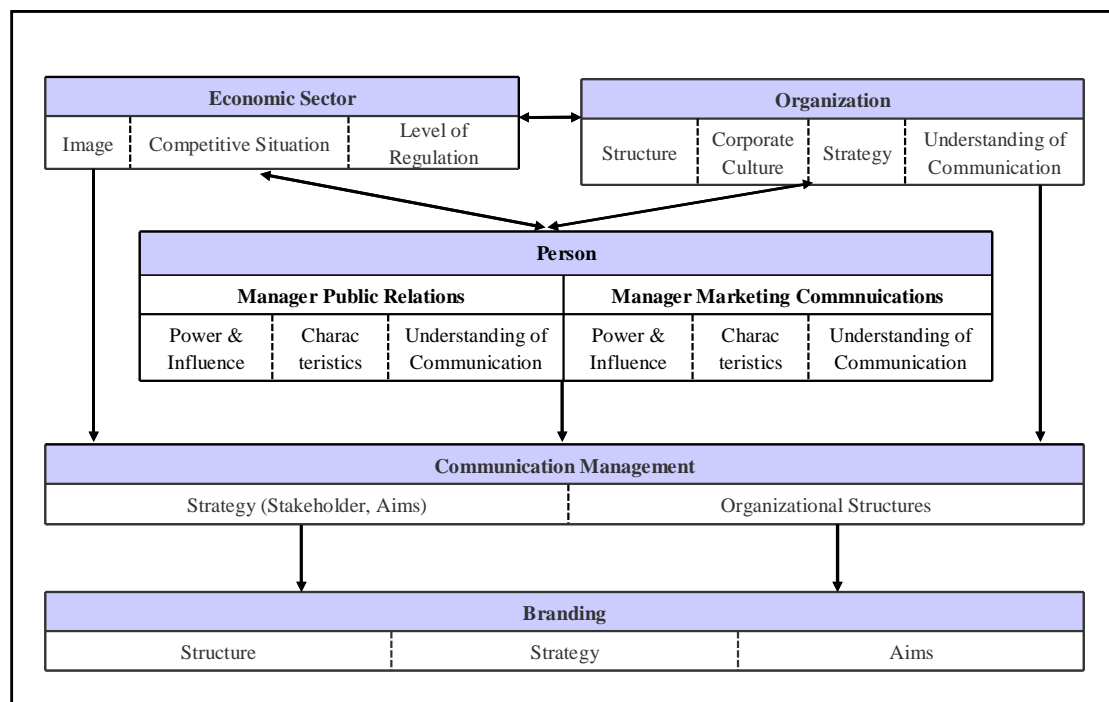 Economic Sector
Image
Competitive Situation
Level of
Regulation
Organization
Structure
Corporate
Culture
Strategy
Understanding of
Communication
Person
Manager Public Relations
Manager Marketing Commnuications
Power &
Influence
Charac
teristics
Understanding of
Communication
Power &
Influence
Charac
teristics
Understanding of
Communication
Communication Management
Strategy (Stakeholder, Aims)
Organizational Structures
Branding
Structure
Strategy
Aims